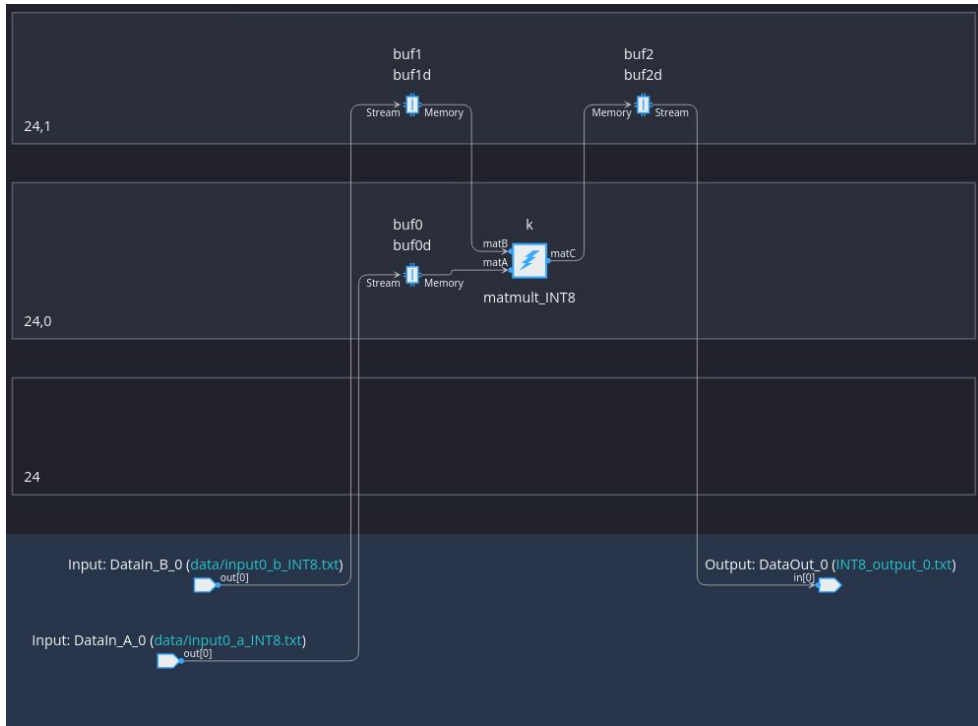 buf1
buf1d
Stream
Memory
buf2
buf2d
Memory
Stream
24,1
buf0
buf0d
Stream
Memory
k
matB
matA
matC
matmult_INT8
24,0
24
Input: DataIn_B_0 (data/input0_b_INT8.txt)
out[0]
Output: DataOut_0 (INT8_output_0.txt)
in[0]
Input: DataIn_A_0 (data/input0_a_INT8.txt)
out[0]